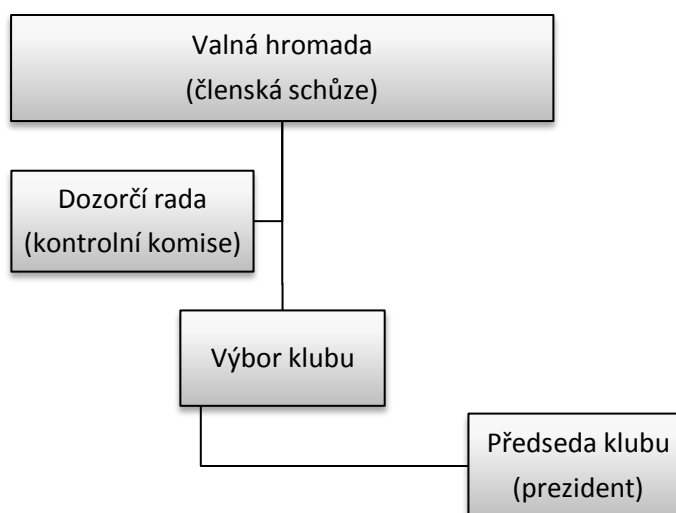 Valná hromada
(členská schůze)
Dozorčí rada
(kontrolní komise)
Výbor klubu
Předseda klubu
(prezident)